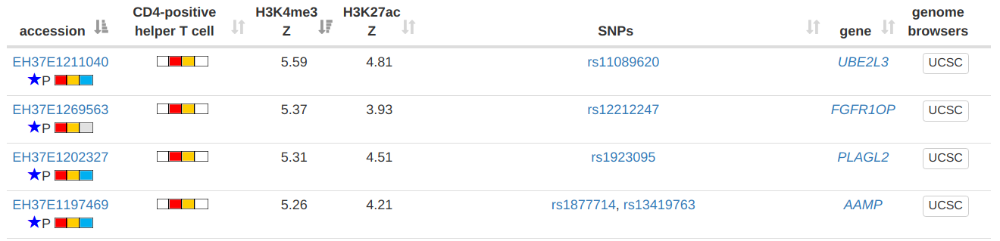 accession CD4-positive helper T cell H3K4me3 Z H3K27ac Z SNPs gene genome browsers
EH37E1211040 5.59 4.81 rs11089620 UBE2L3 UCSC
★P
EH37E1269563 5.37 3.93 rs12212247 FGFR1OP UCSC
★P
EH37E1202327 5.31 4.51 rs1923095 PLAGL2 UCSC
★P
EH37E1197469 5.26 4.21 rs1877714, rs13419763 AAMP UCSC
★P